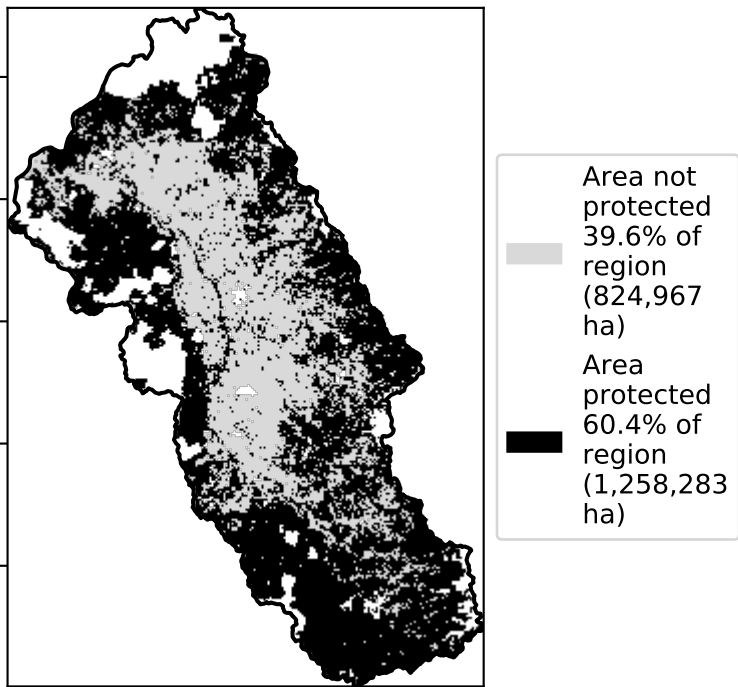 Area not
protected
39.6% of
region
(824,967
ha)
Area
protected
60.4% of
region
(1,258,283
ha)